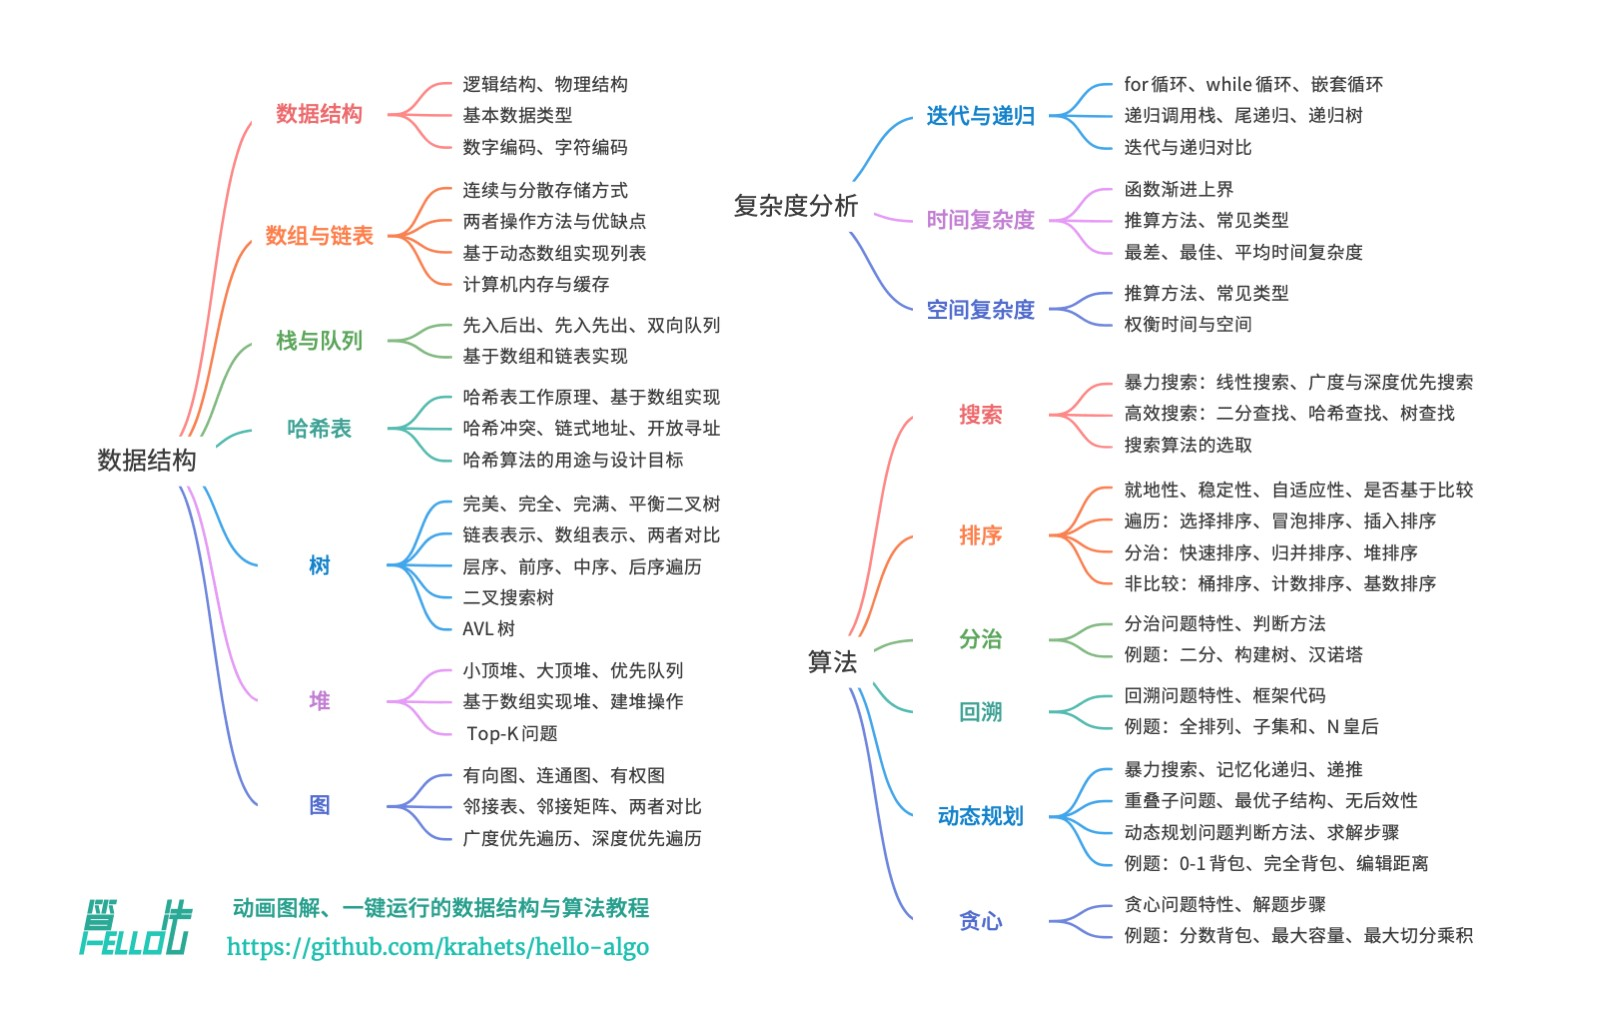 数据结构
数据结构
逻辑结构、物理结构
基本数据类型
数字编码、字符编码
数组与链表
连续与分散存储方式
两者操作方法与优缺点
基于动态数组实现列表
计算机内存与缓存
栈与队列
先入后出、先入先出、双向队列
基于数组和链表实现
哈希表
哈希表工作原理、基于数组实现
哈希冲突、链式地址、开放寻址
哈希算法的用途与设计目标
树
完美、完全、完满、平衡二叉树
链表表示、数组表示、两者对比
层序、前序、中序、后序遍历
二叉搜索树
AVL 树
堆
小顶堆、大顶堆、优先队列
基于数组实现堆、建堆操作
Top-K 问题
图
有向图、连通图、有权图
邻接表、邻接矩阵、两者对比
广度优先遍历、深度优先遍历
复杂度分析
迭代与递归
for 循环、while 循环、嵌套循环
递归调用栈、尾递归、递归树
迭代与递归对比
时间复杂度
函数渐进上界
推算方法、常见类型
最差、最佳、平均时间复杂度
空间复杂度
推算方法、常见类型
权衡时间与空间
算法
搜索
暴力搜索：线性搜索、广度与深度优先搜索
高效搜索：二分查找、哈希查找、树查找
搜索算法的选取
排序
就地性、稳定性、自适应性、是否基于比较
遍历：选择排序、冒泡排序、插入排序
分治：快速排序、归并排序、堆排序
非比较：桶排序、计数排序、基数排序
分治
分治问题特性、判断方法
例题：二分、构建树、汉诺塔
回溯
回溯问题特性、框架代码
例题：全排列、子集和、N 皇后
动态规划
暴力搜索、记忆化递归、递推
重叠子问题、最优子结构、无后效性
动态规划问题判断方法、求解步骤
例题：0-1 背包、完全背包、编辑距离
贪心
贪心问题特性、解题步骤
例题：分数背包、最大容量、最大切分乘积
算法
HELLO
动画图解、一键运行的数据结构与算法教程
https://github.com/krahets/hello-algo